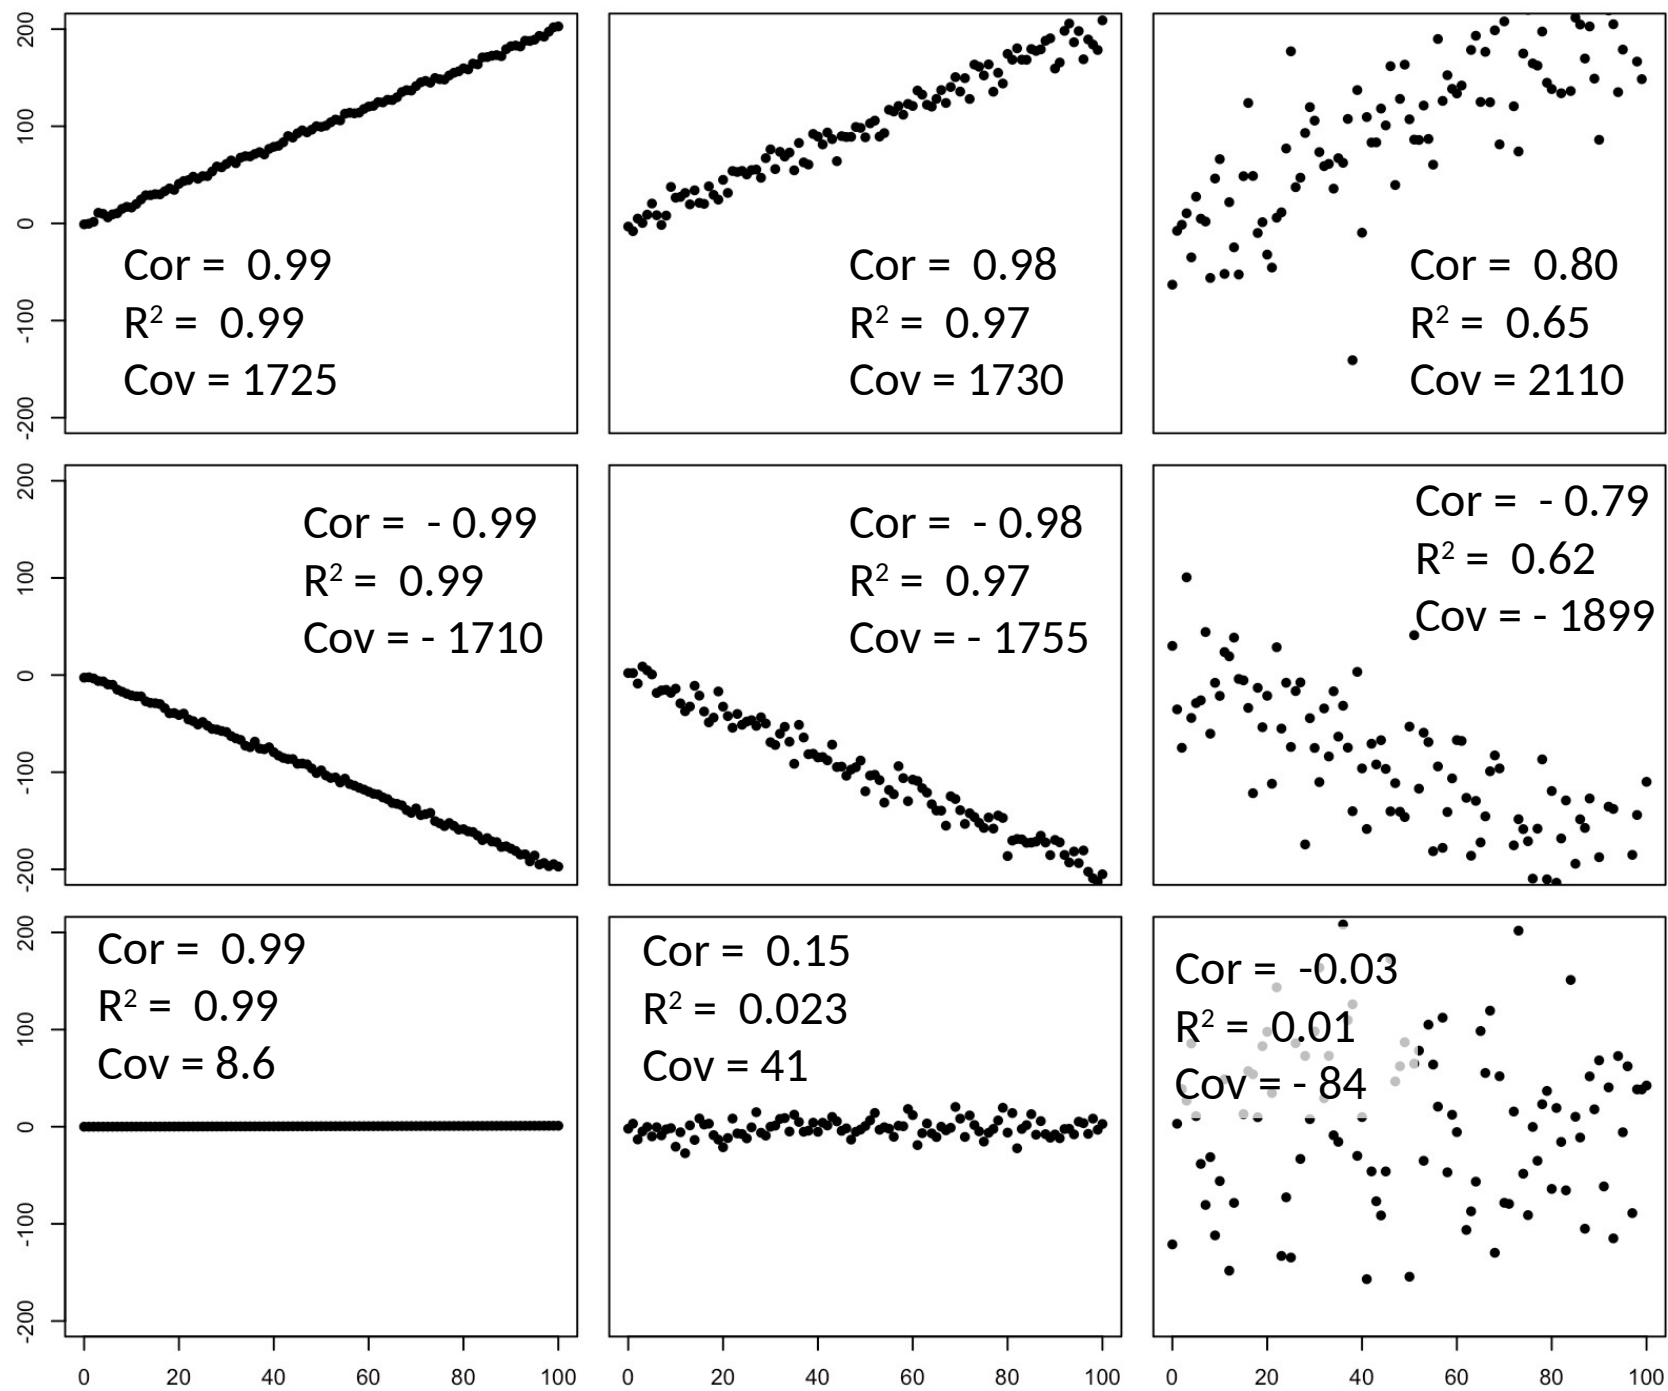 200
100
0
-100
-200
Cor = 0.99
R² = 0.99
Cov = 1725
Cor = 0.98
R² = 0.97
Cov = 1730
Cor = 0.80
R² = 0.65
Cov = 2110
200
100
0
-100
-200
Cor = - 0.99
R² = 0.99
Cov = - 1710
Cor = - 0.98
R² = 0.97
Cov = - 1755
Cor = - 0.79
R² = 0.62
Cov = - 1899
200
100
0
-100
-200
Cor = 0.99
R² = 0.99
Cov = 8.6
Cor = 0.15
R² = 0.023
Cov = 41
Cor = -0.03
R² = 0.01
Cov = - 84
0 20 40 60 80 100
0 20 40 60 80 100
0 20 40 60 80 100